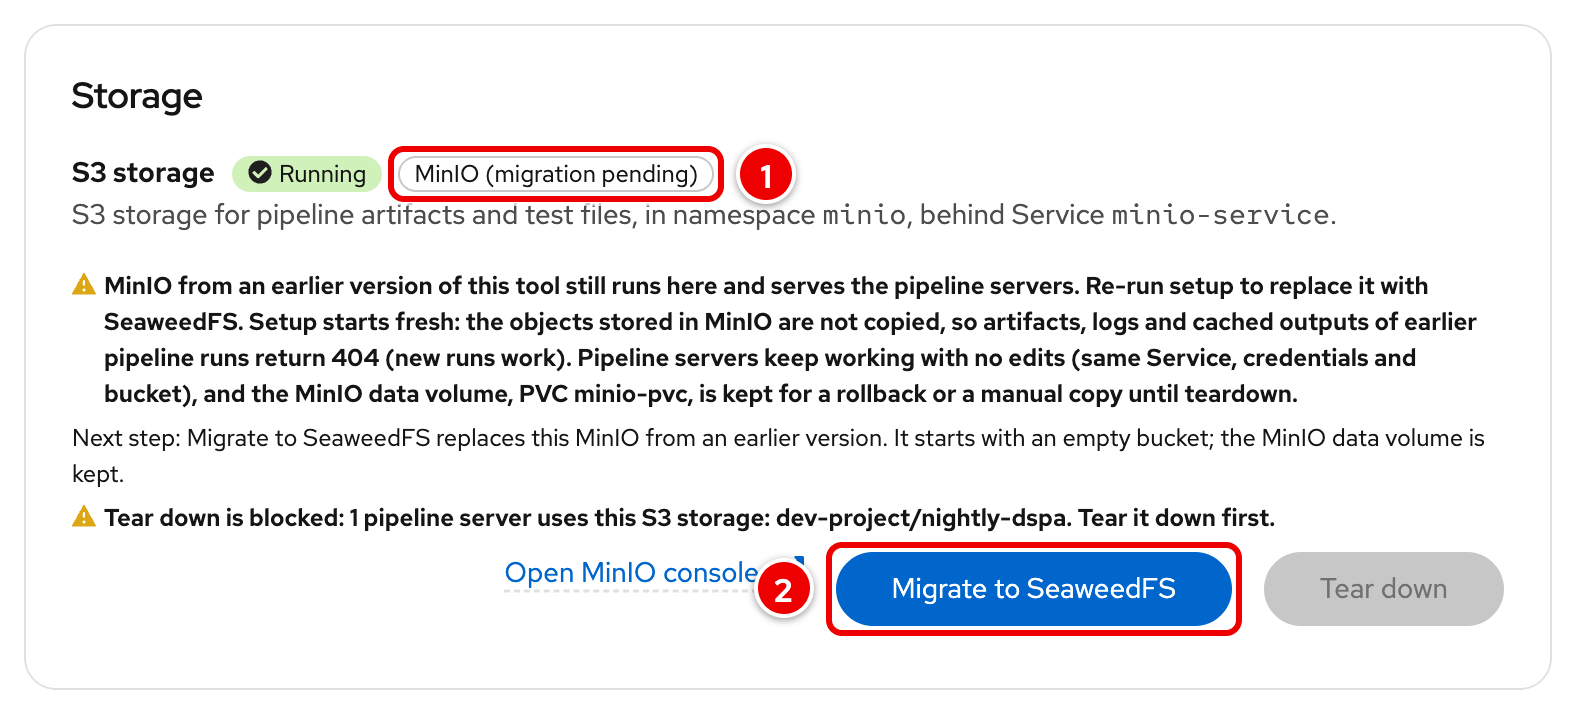 Storage
S3 storage Running MinIO (migration pending) 1
S3 storage for pipeline artifacts and test files, in namespace minio, behind Service minio-service.
MinIO from an earlier version of this tool still runs here and serves the pipeline servers. Re-run setup to replace it with
SeaweedFS. Setup starts fresh: the objects stored in MinIO are not copied, so artifacts, logs and cached outputs of earlier
pipeline runs return 404 (new runs work). Pipeline servers keep working with no edits (same Service, credentials and
bucket), and the MinIO data volume, PVC minio-pvc, is kept for a rollback or a manual copy until teardown.
Next step: Migrate to SeaweedFS replaces this MinIO from an earlier version. It starts with an empty bucket; the MinIO data volume is
kept.
Tear down is blocked: 1 pipeline server uses this S3 storage: dev-project/nightly-dspa. Tear it down first.
Open MinIO console 2 Migrate to SeaweedFS Tear down